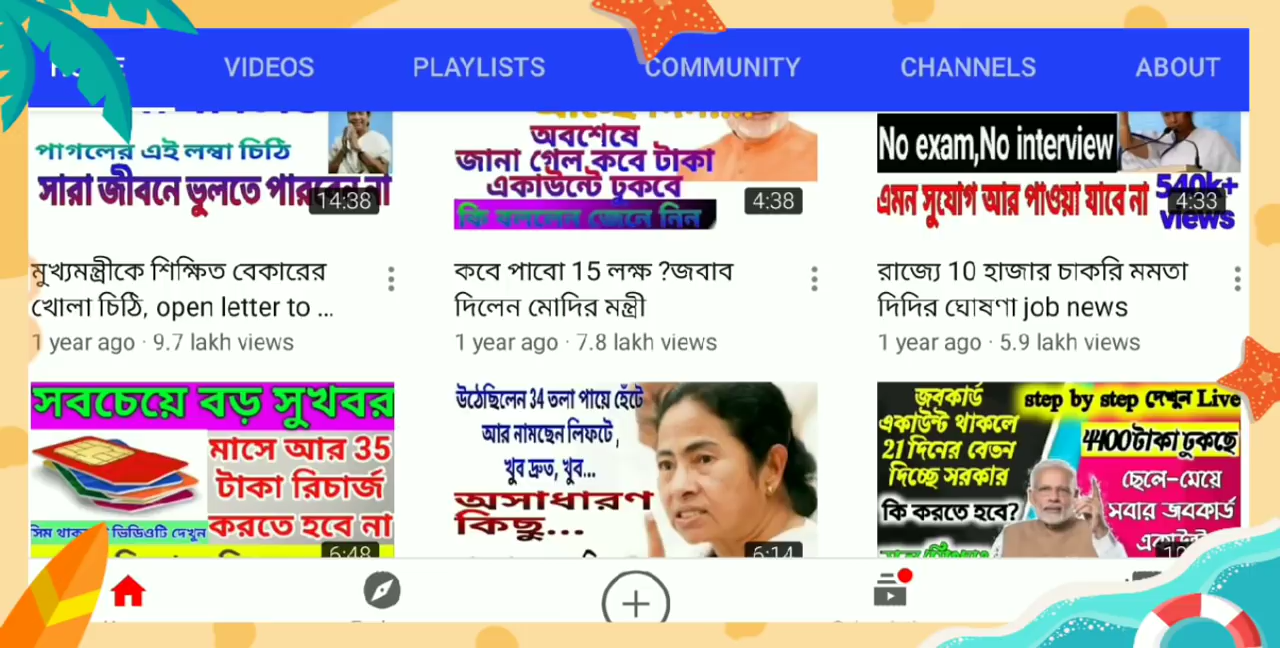 VIDEOS
PLAYLISTS
COMMUNITY
CHANNELS
ABOUT
পাগলের এই লম্বা চিঠি
সারা জীবনে ভুলতে পারবেন না
14:38
অবশেষে
জানা গেল,কবে টাকা
একাউন্টে ঢুকবে
কি বললেন জেনে নিন
4:38
No exam,No interview
এমন সুযোগ আর পাওয়া যাবে না
540k+
views
4:33
মুখ্যমন্ত্রীকে শিক্ষিত বেকারের
খোলা চিঠি, open letter to ...
1 year ago · 9.7 lakh views
কবে পাবো 15 লক্ষ ?জবাব
দিলেন মোদির মন্ত্রী
1 year ago · 7.8 lakh views
রাজ্যে 10 হাজার চাকরি মমতা
দিদির ঘোষণা job news
1 year ago · 5.9 lakh views
সবচেয়ে বড় সুখবর
মাসে আর 35
টাকা রিচার্জ
করতে হবে না
ভিডিওটি দেখুন
6:48
উঠেছিলেন 34 তলা পায়ে হেঁটে
আর নামছেন লিফটে,
খুব দ্রুত, খুব...
অসাধারণ
কিছু...
6:14
জবকার্ড
একাউন্ট থাকলে
21 দিনের বেতন
দিচ্ছে সরকার
কি করতে হবে?
step by step দেখুন Live
4400টাকা ঢুকছে
ছেলে-মেয়ে
সবার জবকার্ড